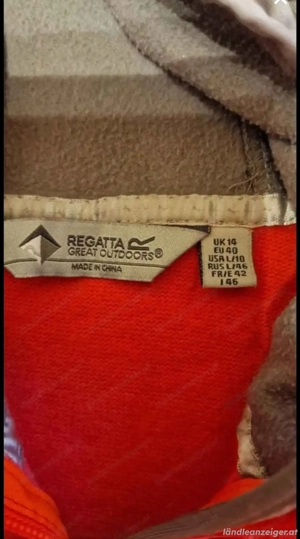 REGATTA
GREAT OUTDOORS®
MADE IN CHINA
UK 14
EU 40
USA L/10
RUS L/46
FR/E 42
I 46
ländleanzeiger.at